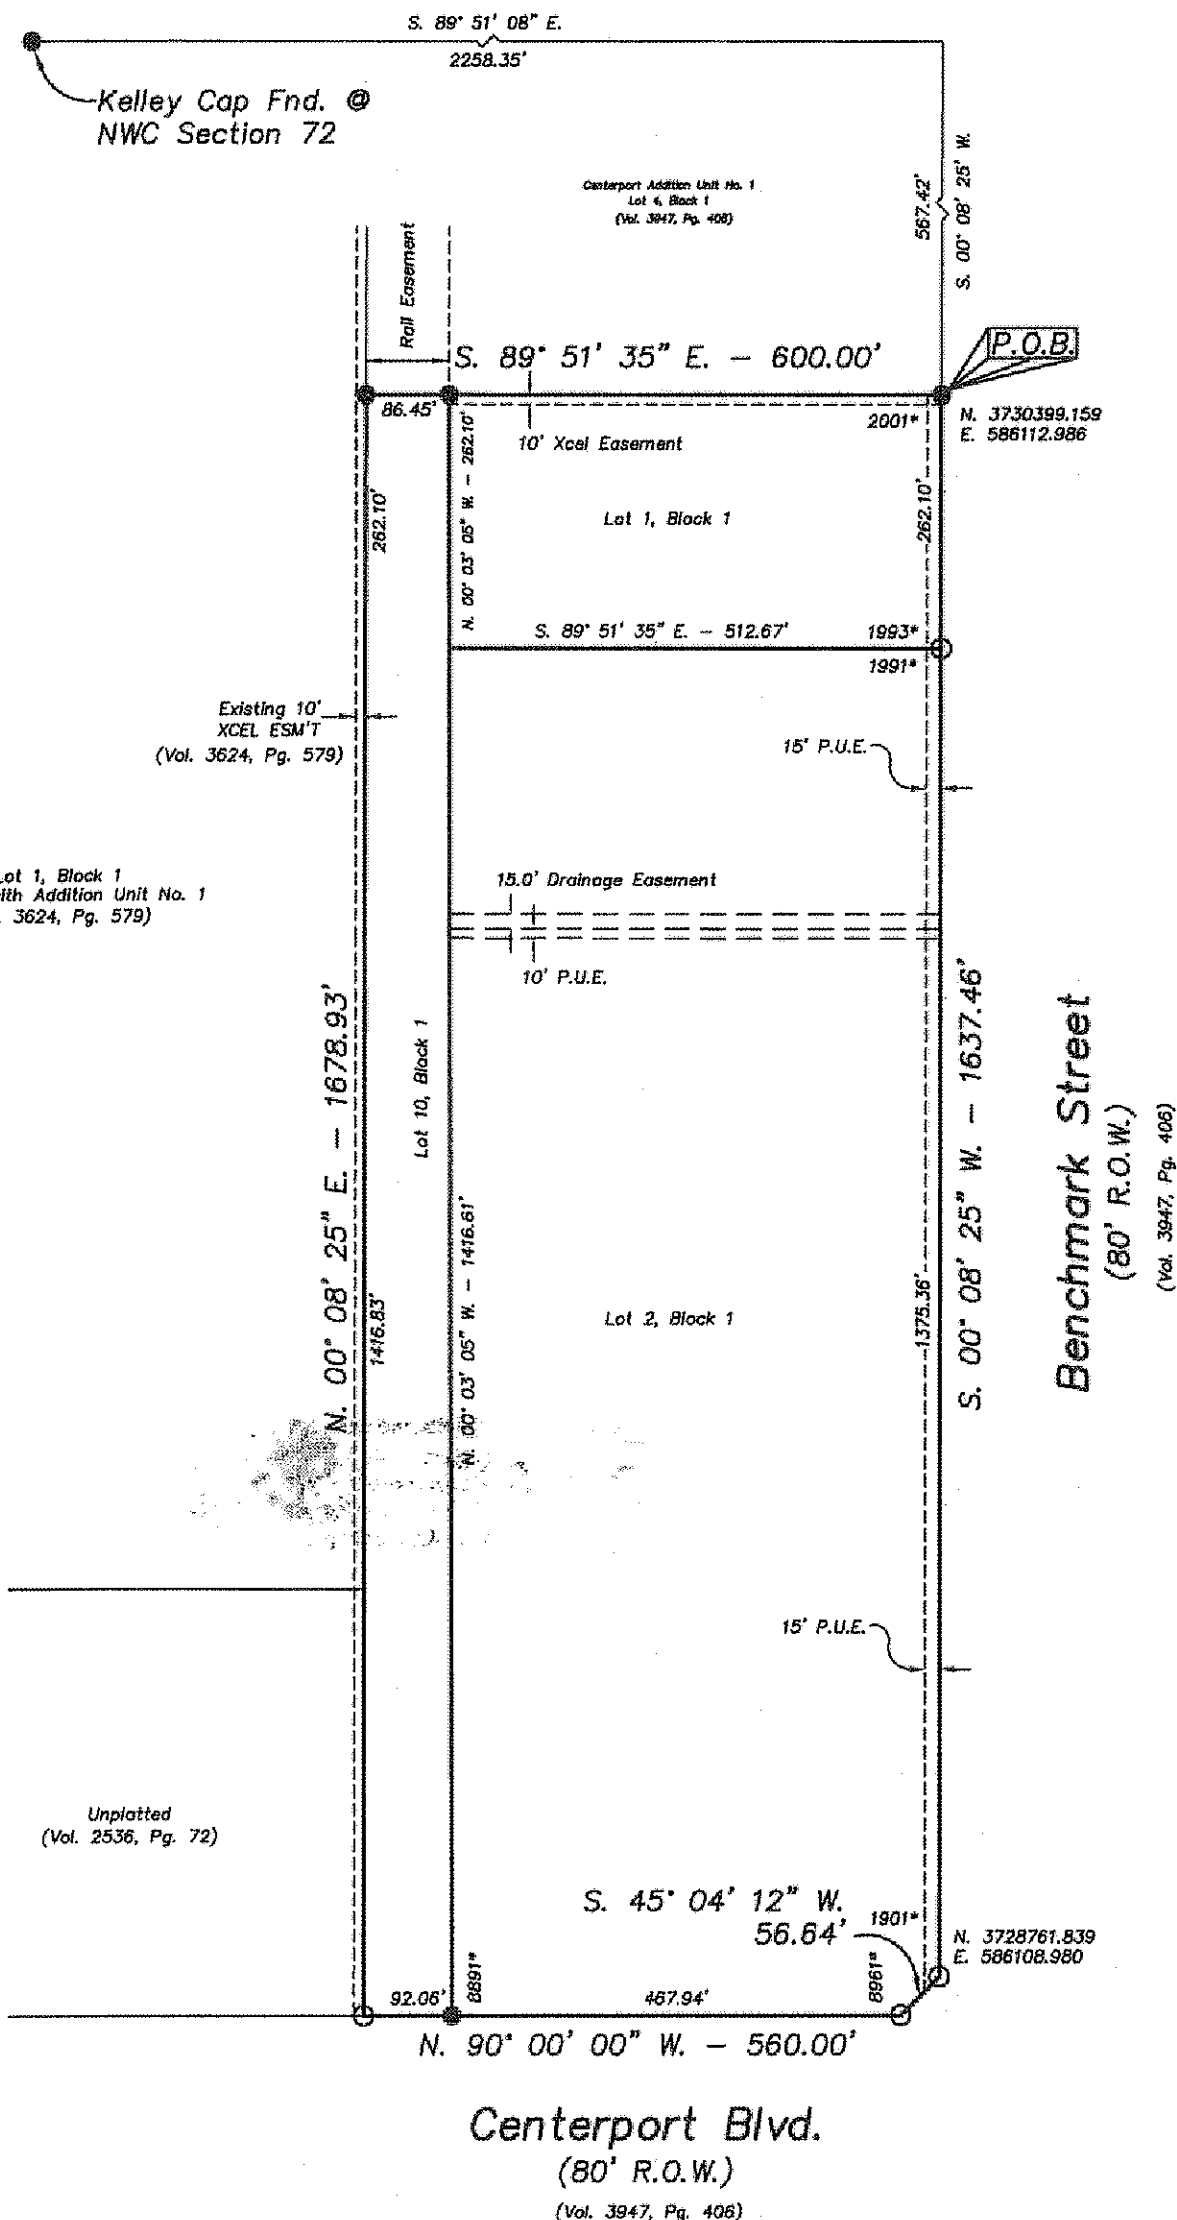 S. 89° 51' 08" E.
2258.35'
Kelley Cap Fnd. @
NWC Section 72
Centerport Addition Unit No. 1
Lot 4, Block 1
(Vol. 3947, Pg. 406)
567.42'
S. 00° 08' 25" W.
Rail Easement
S. 89° 51' 35" E. - 600.00'
P.O.B.
86.45'
2001*
N. 3730399.159
E. 586112.986
10' Xcel Easement
262.10'
N. 00° 03' 05" W. - 262.10'
Lot 1, Block 1
262.10'
S. 89° 51' 35" E. - 512.67'
1993*
1991*
Existing 10'
XCEL ESM'T
(Vol. 3624, Pg. 579)
15' P.U.E.
Lot 1, Block 1
ith Addition Unit No. 1
. 3624, Pg. 579)
15.0' Drainage Easement
10' P.U.E.
N. 00° 08' 25" E. - 1678.93'
1416.83'
Lot 10, Block 1
N. 00° 03' 05" W. - 1416.61'
Lot 2, Block 1
1375.36'
S. 00° 08' 25" W. - 1637.46'
Benchmark Street
(80' R.O.W.)
(Vol. 3947, Pg. 406)
15' P.U.E.
Unplatted
(Vol. 2536, Pg. 72)
S. 45° 04' 12" W.
56.64'
1901*
N. 3728761.839
E. 586108.980
92.06'
8891*
467.94'
8961*
N. 90° 00' 00" W. - 560.00'
Centerport Blvd.
(80' R.O.W.)
(Vol. 3947, Pg. 406)